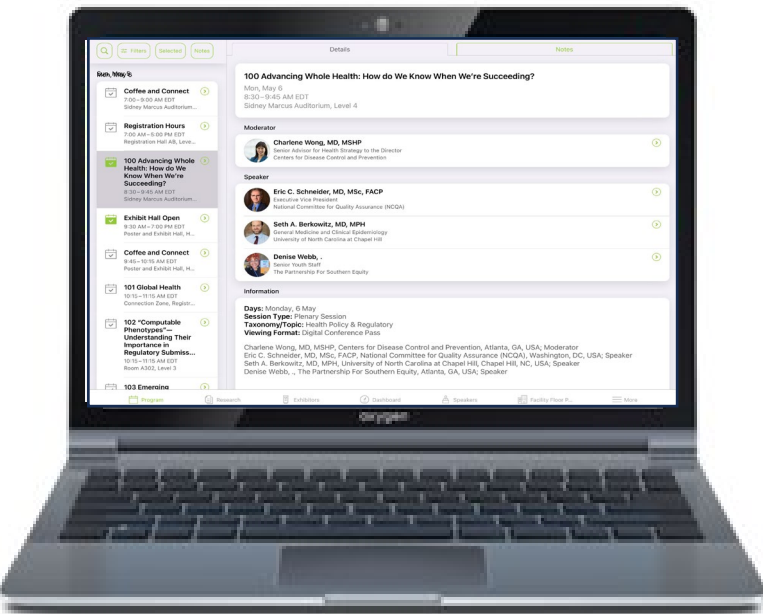 Filters
Selected
Notes
Details
Notes
Mon, May 6
Coffee and Connect
7:00–9:00 AM EDT
Sidney Marcus Auditorium...
Registration Hours
7:00 AM–5:00 PM EDT
Registration Hall AB, Leve...
100 Advancing Whole
Health: How do We
Know When We're
Succeeding?
8:30–9:45 AM EDT
Sidney Marcus Auditorium...
Exhibit Hall Open
9:30 AM–7:00 PM EDT
Poster and Exhibit Hall, H...
Coffee and Connect
9:45–10:15 AM EDT
Poster and Exhibit Hall, H...
101 Global Health
10:15–11:15 AM EDT
Connection Zone, Registr...
102 "Computable
Phenotypes"—
Understanding Their
Importance in
Regulatory Submiss...
10:15–11:15 AM EDT
Room A302, Level 3
103 Emerging
100 Advancing Whole Health: How do We Know When We're Succeeding?
Mon, May 6
8:30–9:45 AM EDT
Sidney Marcus Auditorium, Level 4
Moderator
Charlene Wong, MD, MSHP
Senior Advisor for Health Strategy to the Director
Centers for Disease Control and Prevention
Speaker
Eric C. Schneider, MD, MSc, FACP
Executive Vice President
National Committee for Quality Assurance (NCQA)
Seth A. Berkowitz, MD, MPH
General Medicine and Clinical Epidemiology
University of North Carolina at Chapel Hill
Denise Webb, .
Senior Youth Staff
The Partnership For Southern Equity
Information
Days: Monday, 6 May
Session Type: Plenary Session
Taxonomy/Topic: Health Policy & Regulatory
Viewing Format: Digital Conference Pass
Charlene Wong, MD, MSHP, Centers for Disease Control and Prevention, Atlanta, GA, USA; Moderator
Eric C. Schneider, MD, MSc, FACP, National Committee for Quality Assurance (NCQA), Washington, DC, USA; Speaker
Seth A. Berkowitz, MD, MPH, University of North Carolina at Chapel Hill, Chapel Hill, NC, USA; Speaker
Denise Webb, ., The Partnership For Southern Equity, Atlanta, GA, USA; Speaker
Program
Research
Exhibitors
Dashboard
Speakers
Facility Floor P...
More
oxygen